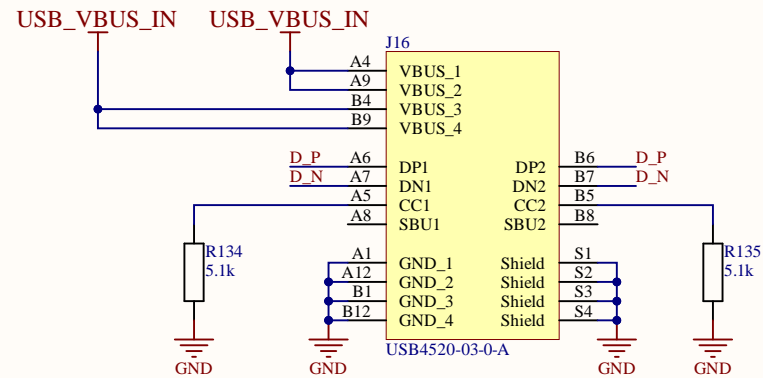 USB_VBUS_IN USB_VBUS_IN
J16
A4 VBUS_1
A9 VBUS_2
B4 VBUS_3
B9 VBUS_4
D_P A6 DP1 DP2 B6 D_P
D_N A7 DN1 DN2 B7 D_N
A5 CC1 CC2 B5
A8 SBU1 SBU2 B8
R134 R135
5.1k 5.1k
A1 GND_1 Shield S1
A12 GND_2 Shield S2
B1 GND_3 Shield S3
B12 GND_4 Shield S4
USB4520-03-0-A
GND GND GND GND